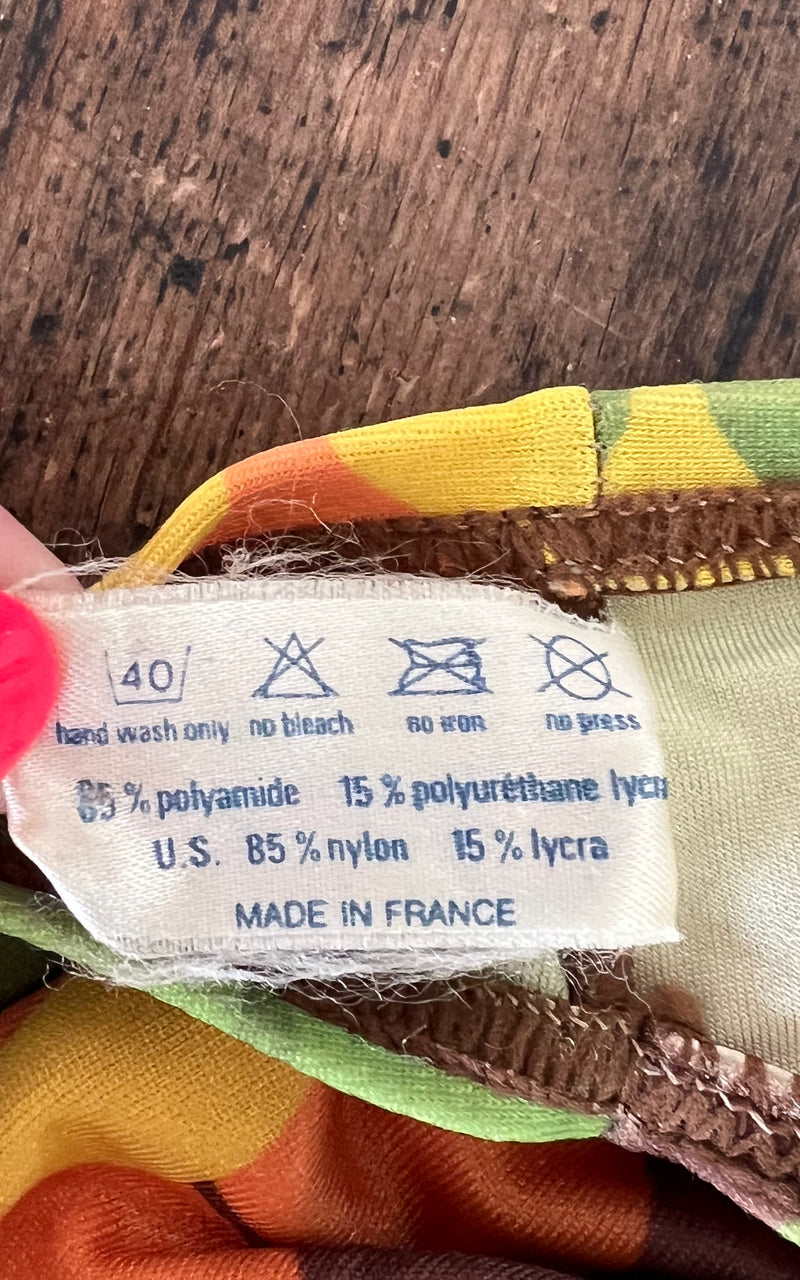 40
hand wash only no bleach no iron no press
85 % polyamide 15 % polyuréthane lycra
U.S. 85 % nylon 15 % lycra
MADE IN FRANCE